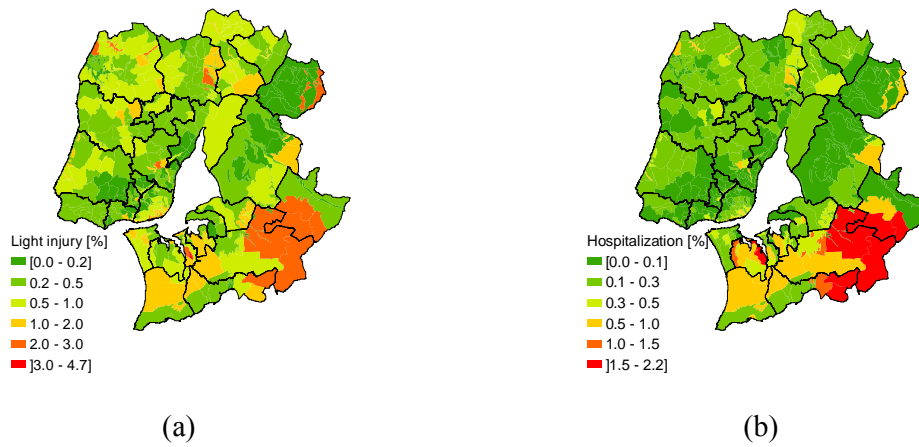 Light injury [%]
[0.0 - 0.2]
0.2 - 0.5
0.5 - 1.0
1.0 - 2.0
2.0 - 3.0
]3.0 - 4.7]
(a)
Hospitalization [%]
[0.0 - 0.1]
0.1 - 0.3
0.3 - 0.5
0.5 - 1.0
1.0 - 1.5
]1.5 - 2.2]
(b)